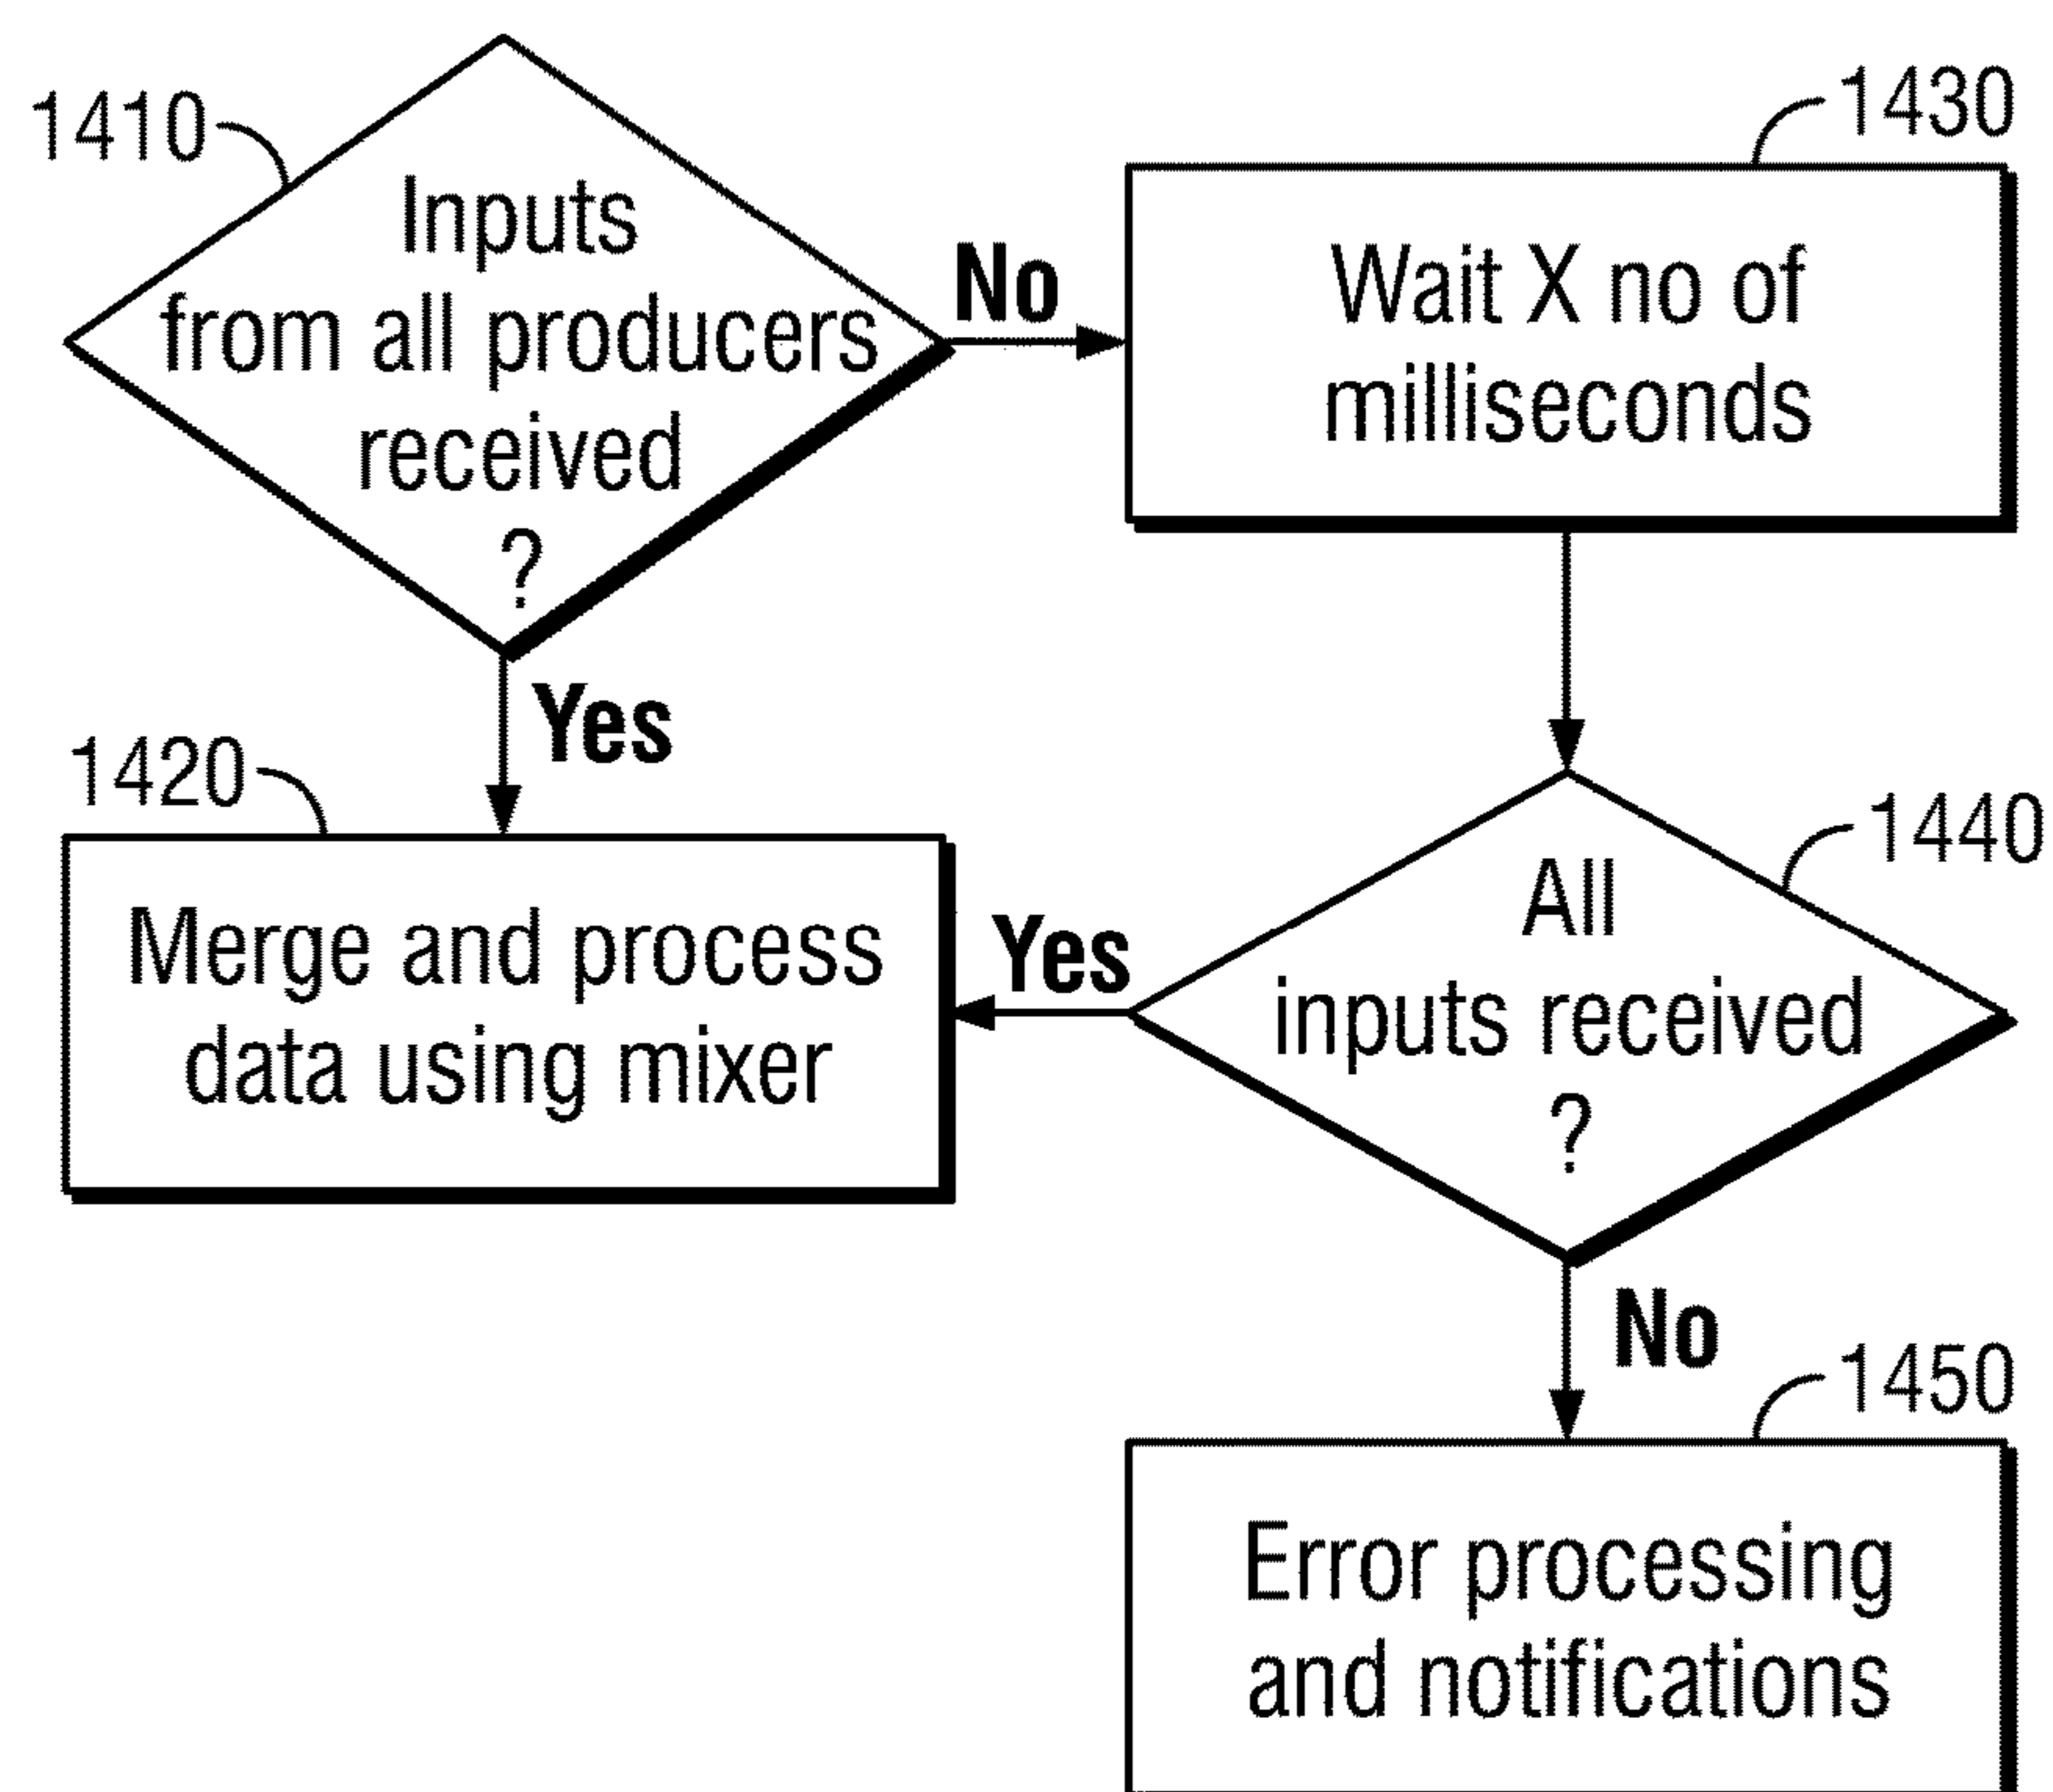 1410
Inputs
from all producers
received
?
No
1430
Wait X no of
milliseconds
Yes
1420
Merge and process
data using mixer
Yes
1440
All
inputs received
?
No
1450
Error processing
and notifications